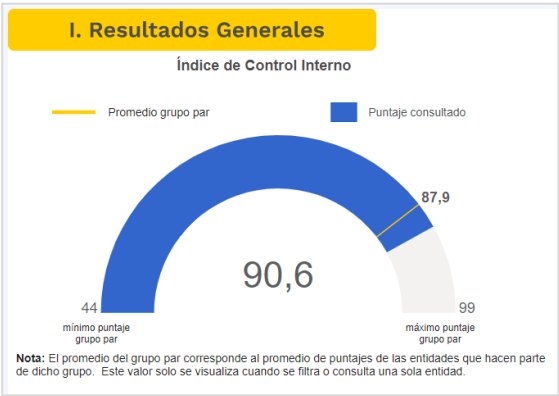 I. Resultados Generales
Índice de Control Interno
Promedio grupo par
Puntaje consultado
87,9
90,6
44
99
mínimo puntaje
grupo par
máximo puntaje
grupo par
Nota: El promedio del grupo par corresponde al promedio de puntajes de las entidades que hacen parte
de dicho grupo. Este valor solo se visualiza cuando se filtra o consulta una sola entidad.